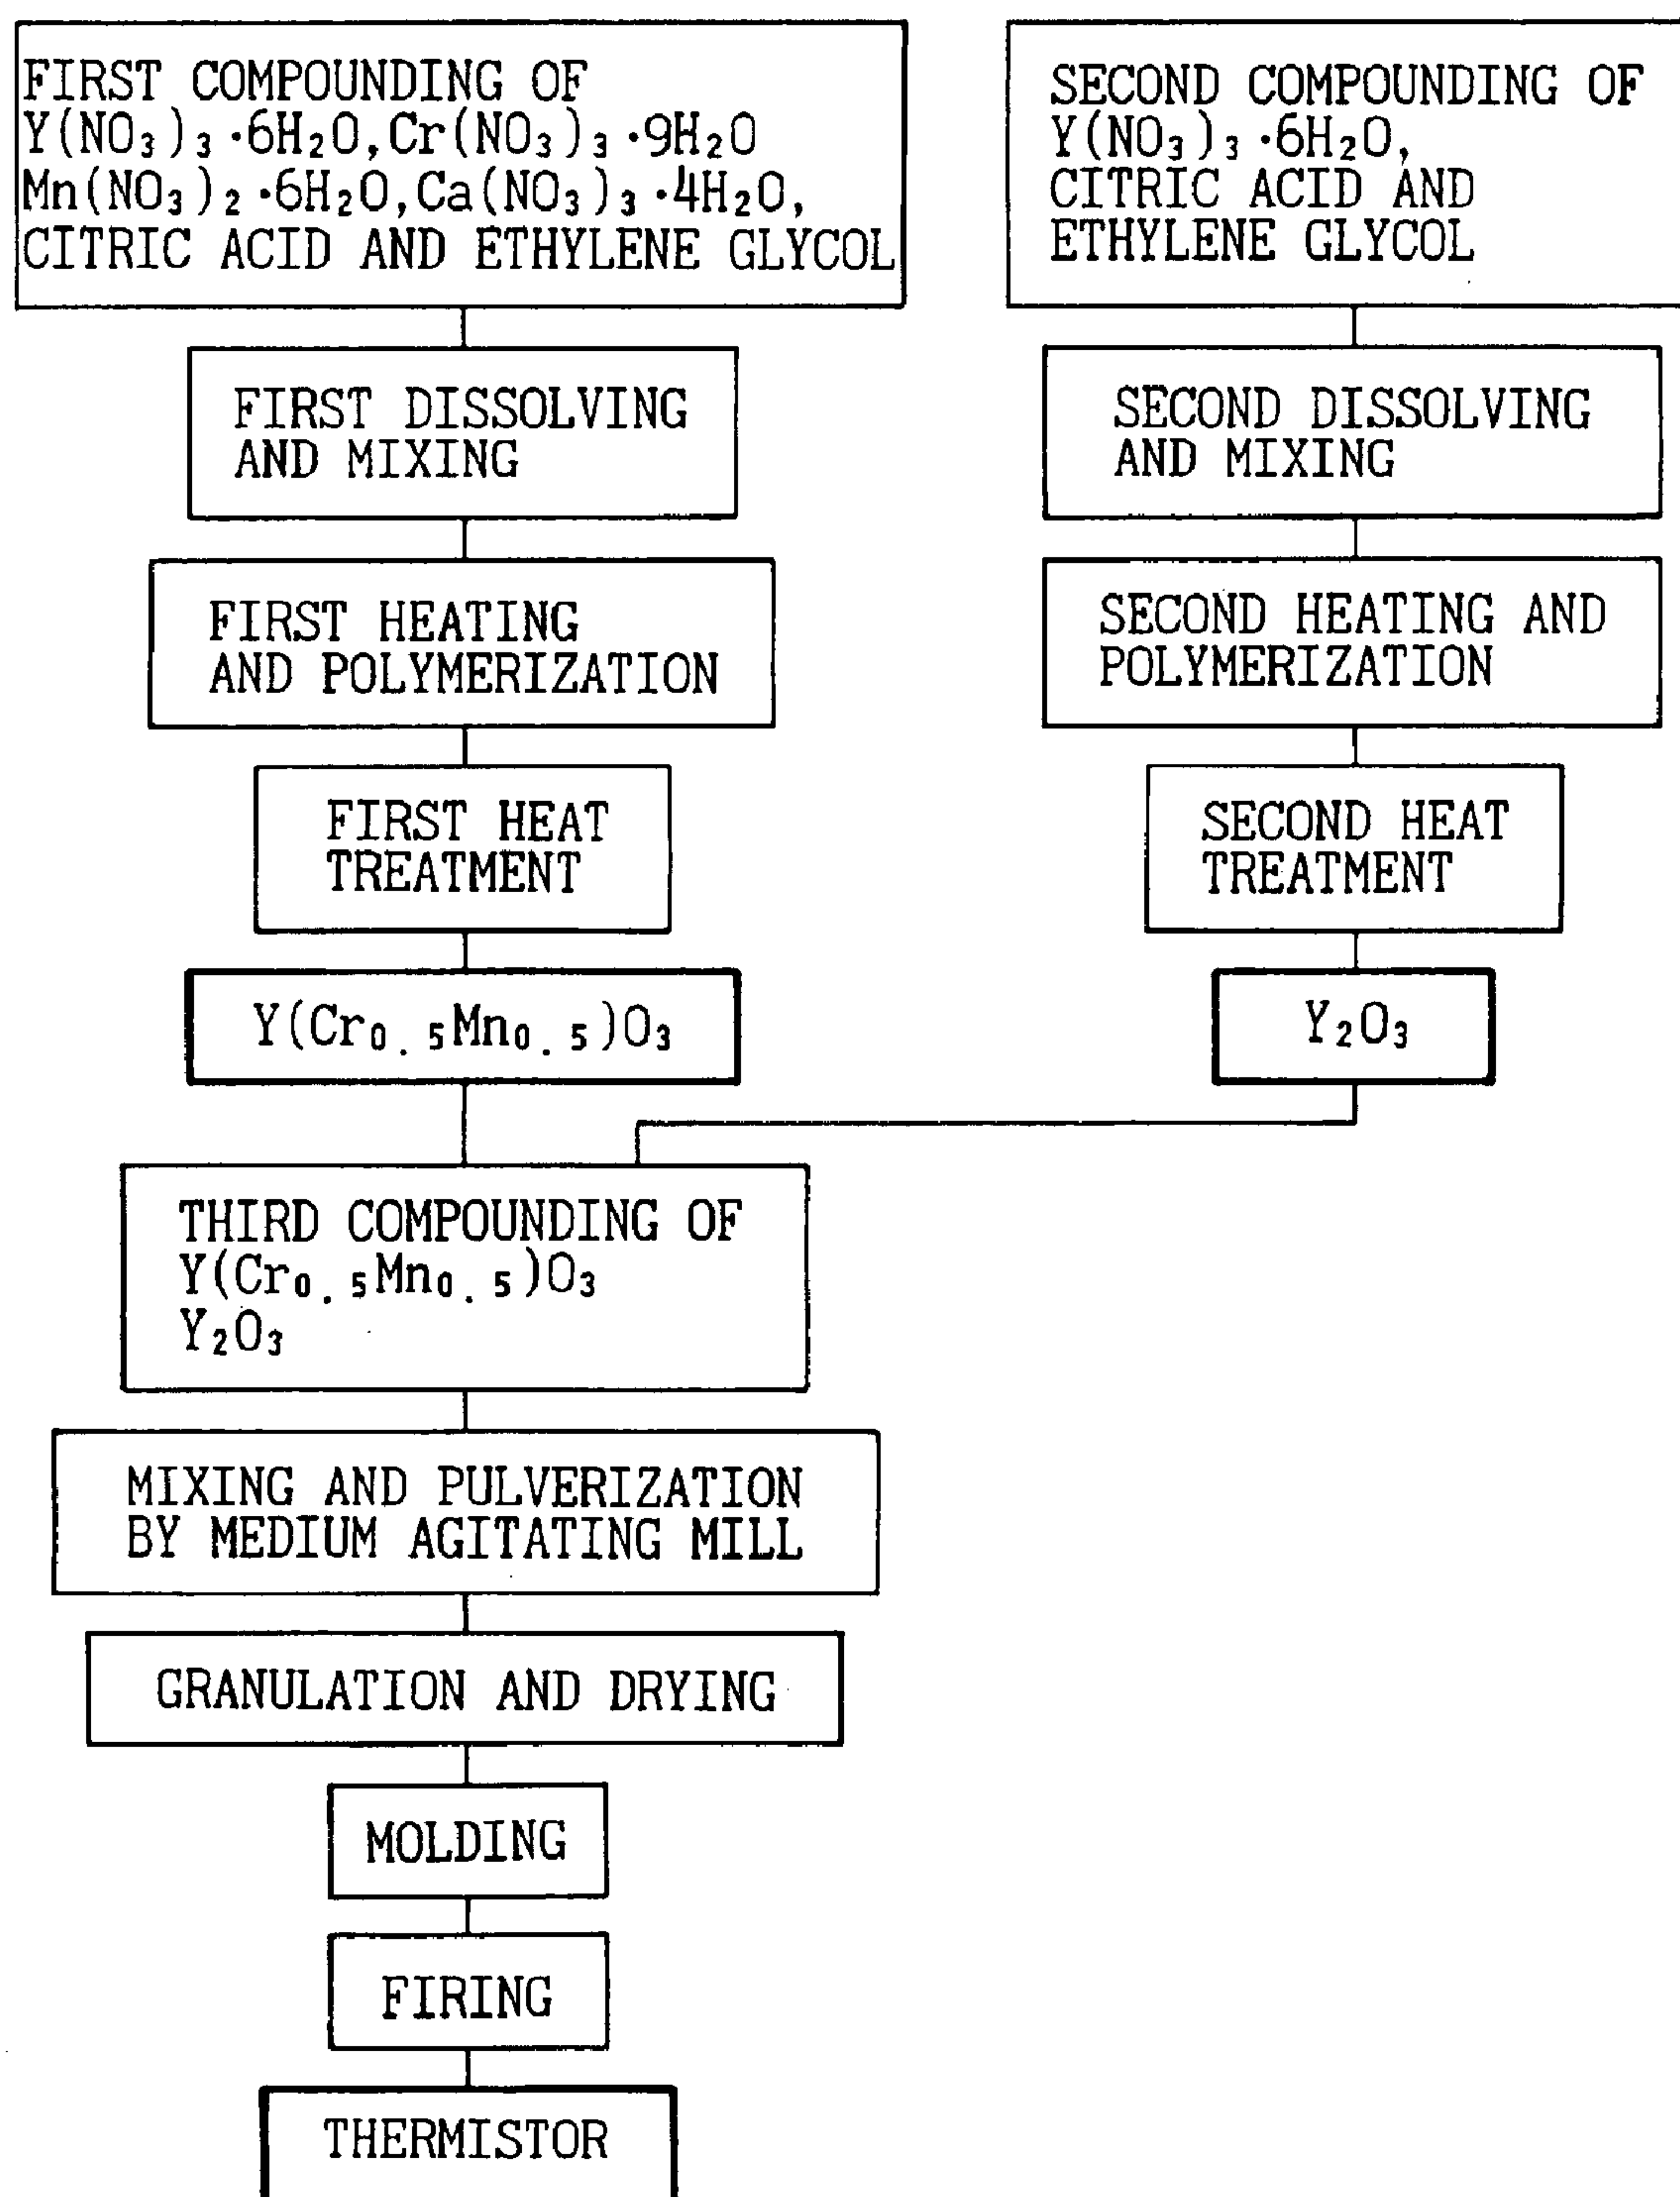 FIRST COMPOUNDING OF
Y(NO₃)₃·6H₂O,Cr(NO₃)₃·9H₂O
Mn(NO₃)₂·6H₂O,Ca(NO₃)₃·4H₂O,
CITRIC ACID AND ETHYLENE GLYCOL
FIRST DISSOLVING
AND MIXING
FIRST HEATING
AND POLYMERIZATION
FIRST HEAT
TREATMENT
Y(Cr₀.₅Mn₀.₅)O₃
SECOND COMPOUNDING OF
Y(NO₃)₃·6H₂O,
CITRIC ACID AND
ETHYLENE GLYCOL
SECOND DISSOLVING
AND MIXING
SECOND HEATING AND
POLYMERIZATION
SECOND HEAT
TREATMENT
Y₂O₃
THIRD COMPOUNDING OF
Y(Cr₀.₅Mn₀.₅)O₃
Y₂O₃
MIXING AND PULVERIZATION
BY MEDIUM AGITATING MILL
GRANULATION AND DRYING
MOLDING
FIRING
THERMISTOR